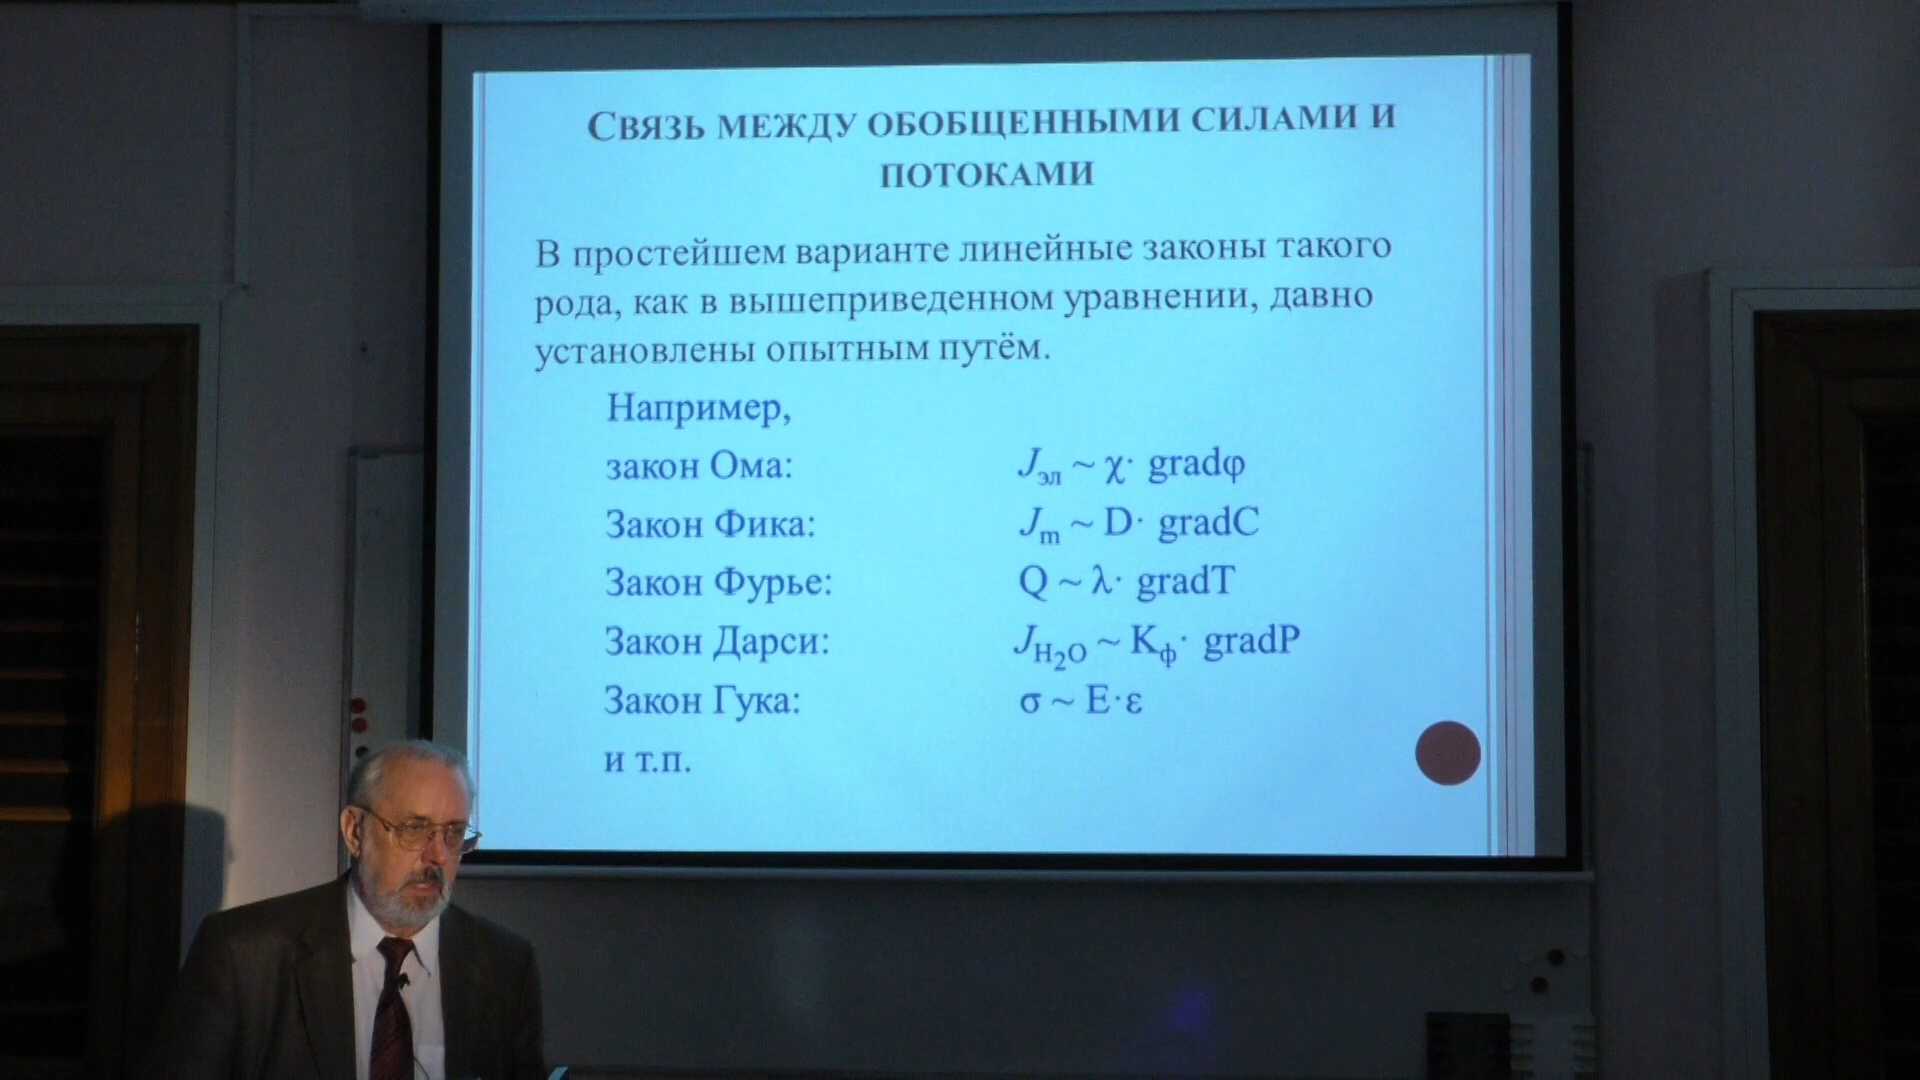 СВЯЗЬ МЕЖДУ ОБОБЩЕННЫМИ СИЛАМИ И
ПОТОКАМИ
В простейшем варианте линейные законы такого
рода, как в вышеприведенном уравнении, давно
установлены опытным путём.
Например,
закон Ома: Jэл ~ χ· gradφ
Закон Фика: Jm ~ D· gradC
Закон Фурье: Q ~ λ· gradT
Закон Дарси: JH₂O ~ Kф· gradP
Закон Гука: σ ~ E·ε
и т.п.